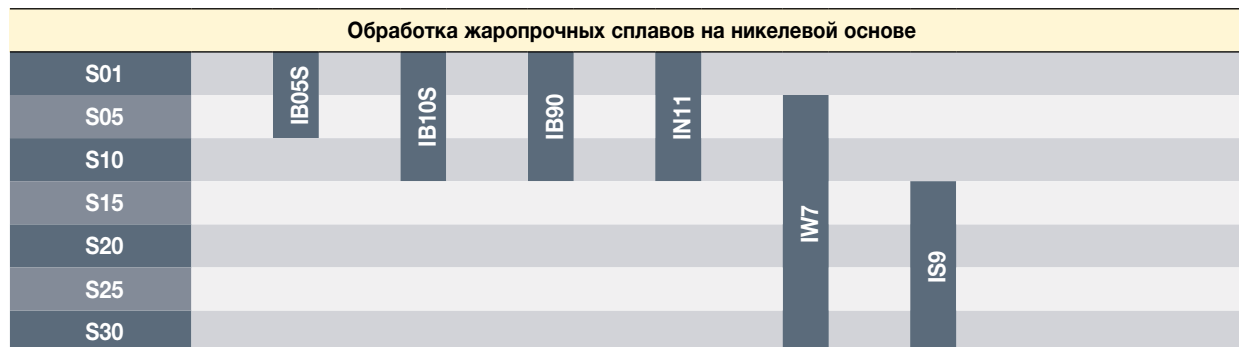 Обработка жаропрочных сплавов на никелевой основе
S01
S05
S10
S15
S20
S25
S30
IB05S
IB10S
IB90
IN11
IW7
IS9